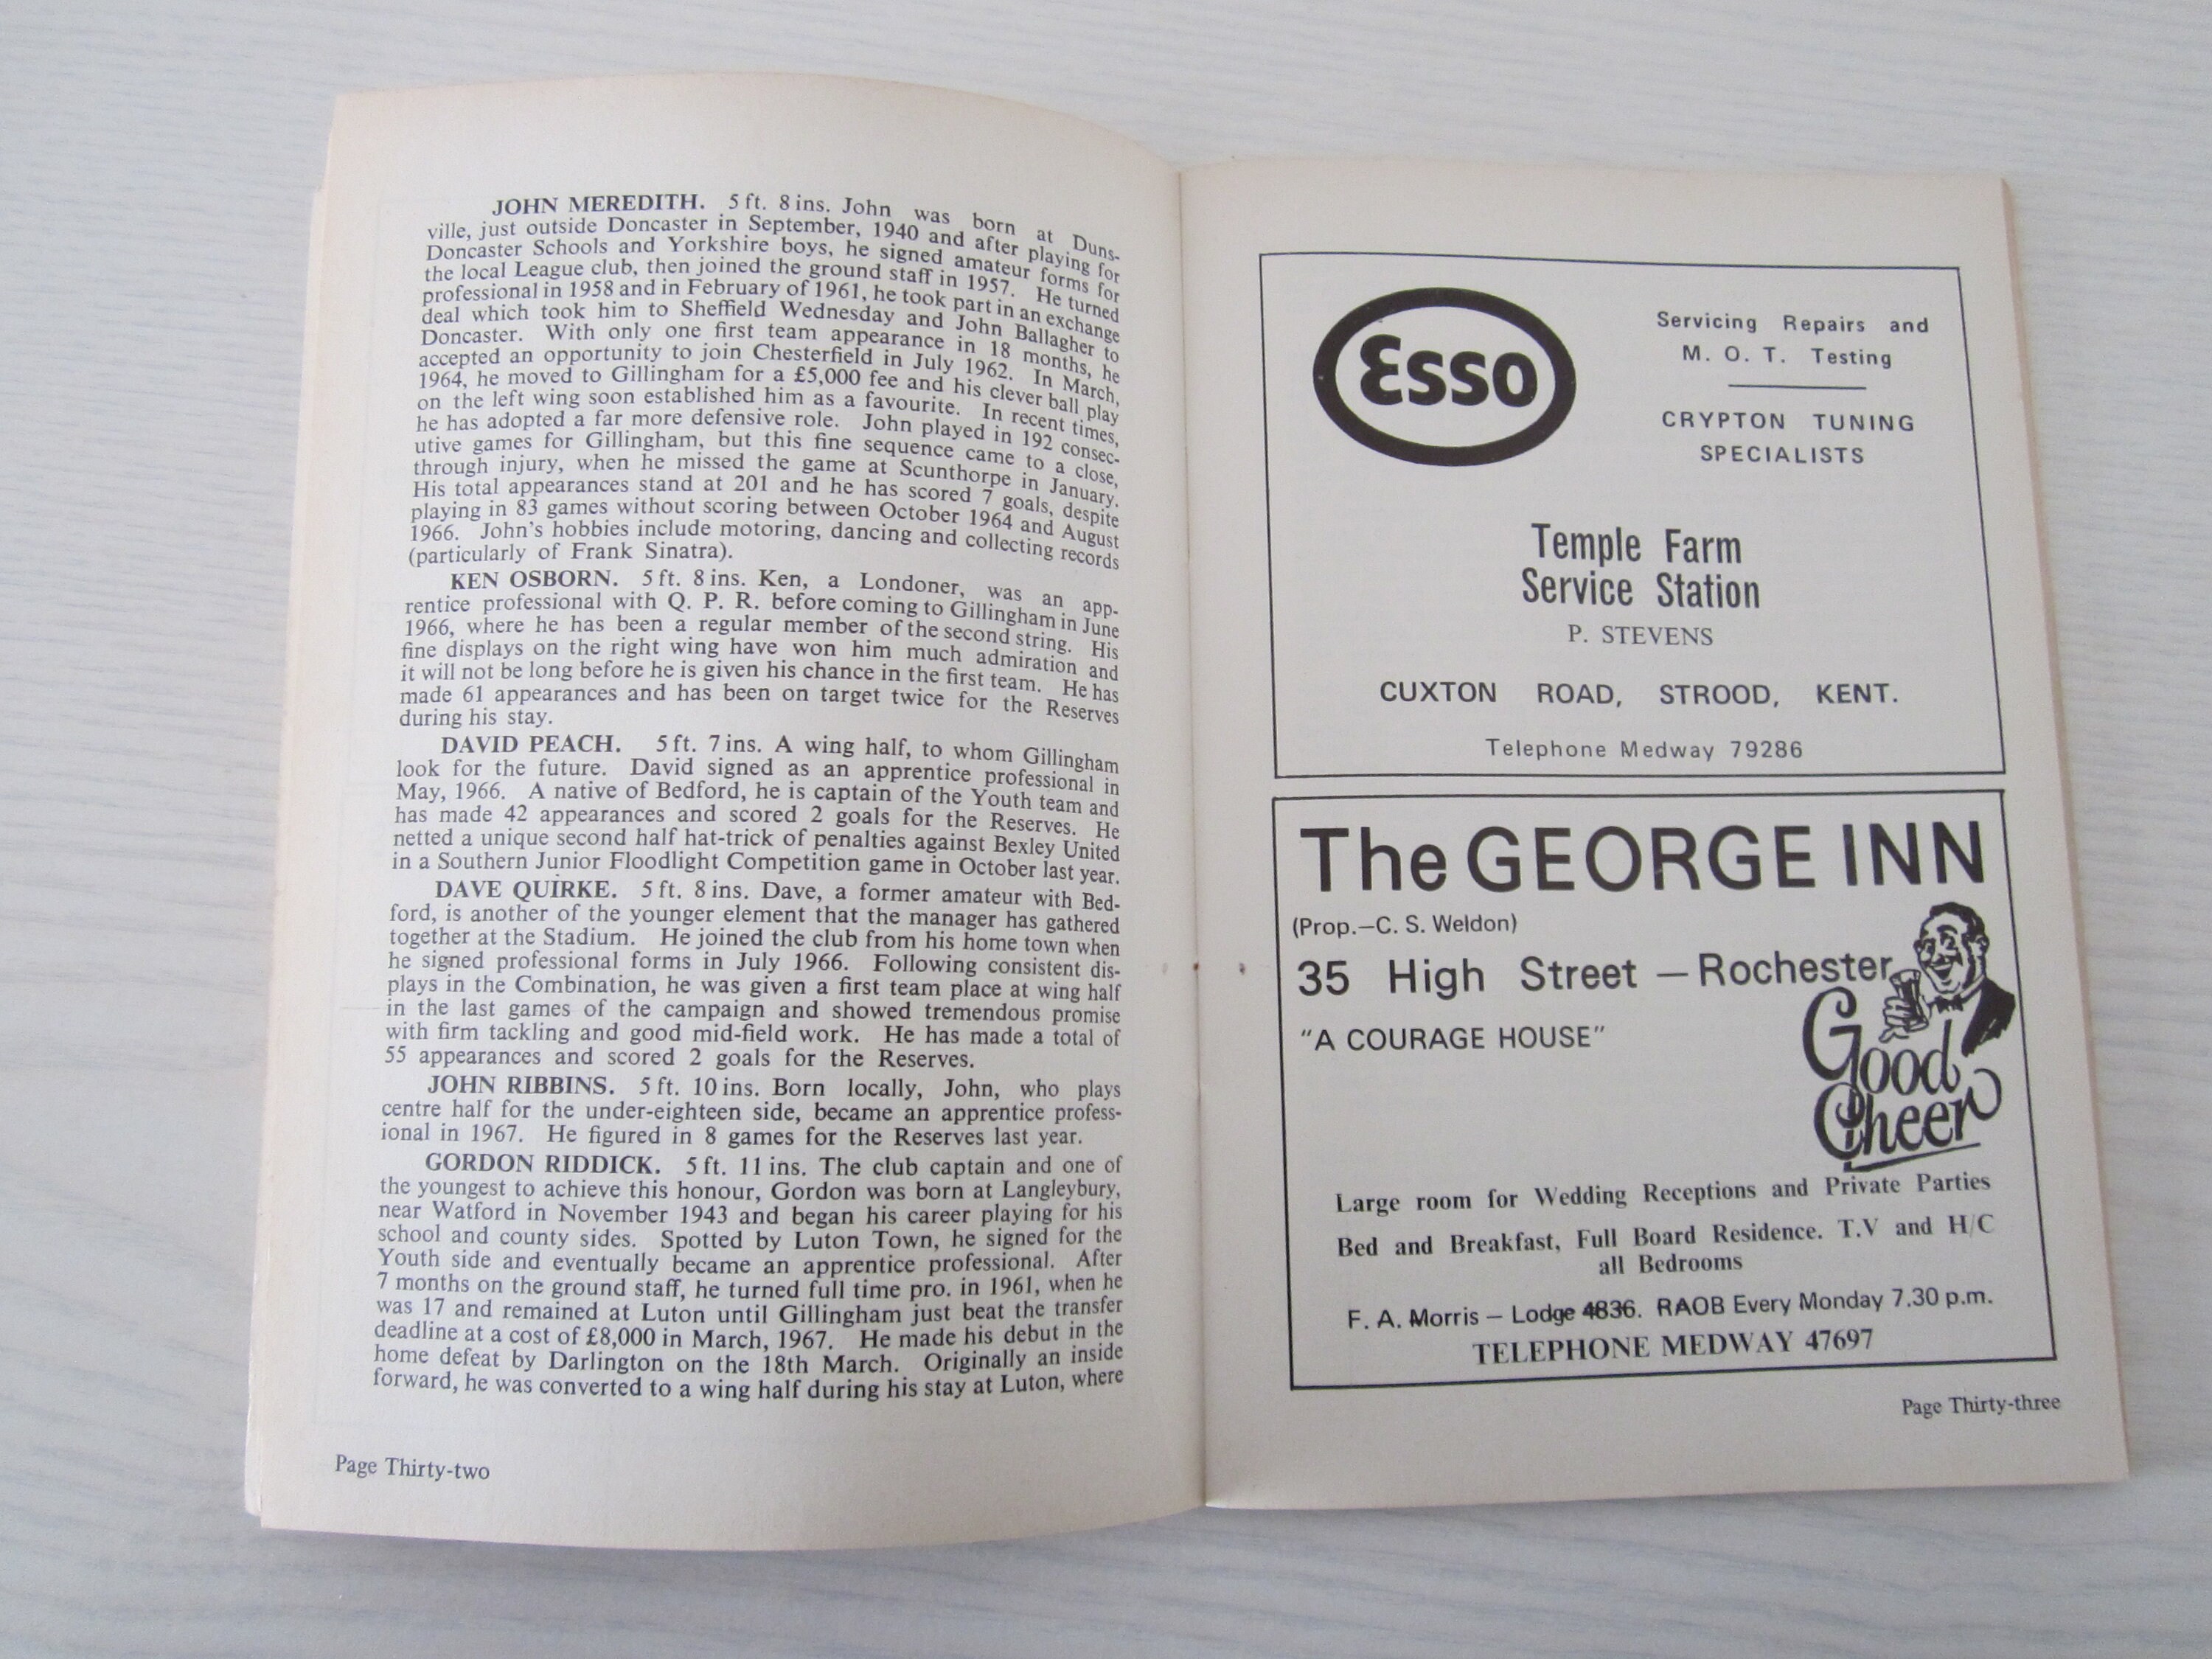 JOHN MEREDITH. 5 ft. 8 ins. John was born at Duns-
ville, just outside Doncaster in September, 1940 and after playing for
Doncaster Schools and Yorkshire boys, he signed amateur forms for
the local League club, then joined the ground staff in 1957. He turned
professional in 1958 and in February of 1961, he took part in an exchange
deal which took him to Sheffield Wednesday and John Ballagher to
Doncaster. With only one first team appearance in 18 months, he
accepted an opportunity to join Chesterfield in July 1962. In March,
1964, he moved to Gillingham for a £5,000 fee and his clever ball play
on the left wing soon established him as a favourite. In recent times,
he has adopted a far more defensive role. John played in 192 consec-
utive games for Gillingham, but this fine sequence came to a close,
through injury, when he missed the game at Scunthorpe in January.
His total appearances stand at 201 and he has scored 7 goals, despite
playing in 83 games without scoring between October 1964 and August
1966. John's hobbies include motoring, dancing and collecting records
(particularly of Frank Sinatra).
KEN OSBORN. 5 ft. 8 ins. Ken, a Londoner, was an app-
rentice professional with Q. P. R. before coming to Gillingham in June
1966, where he has been a regular member of the second string. His
fine displays on the right wing have won him much admiration and
it will not be long before he is given his chance in the first team. He has
made 61 appearances and has been on target twice for the Reserves
during his stay.
DAVID PEACH. 5 ft. 7 ins. A wing half, to whom Gillingham
look for the future. David signed as an apprentice professional in
May, 1966. A native of Bedford, he is captain of the Youth team and
has made 42 appearances and scored 2 goals for the Reserves. He
netted a unique second half hat-trick of penalties against Bexley United
in a Southern Junior Floodlight Competition game in October last year.
DAVE QUIRKE. 5 ft. 8 ins. Dave, a former amateur with Bed-
ford, is another of the younger element that the manager has gathered
together at the Stadium. He joined the club from his home town when
he signed professional forms in July 1966. Following consistent dis-
plays in the Combination, he was given a first team place at wing half
in the last games of the campaign and showed tremendous promise
with firm tackling and good mid-field work. He has made a total of
55 appearances and scored 2 goals for the Reserves.
JOHN RIBBINS. 5 ft. 10 ins. Born locally, John, who plays
centre half for the under-eighteen side, became an apprentice profess-
ional in 1967. He figured in 8 games for the Reserves last year.
GORDON RIDDICK. 5 ft. 11 ins. The club captain and one of
the youngest to achieve this honour, Gordon was born at Langleybury,
near Watford in November 1943 and began his career playing for his
school and county sides. Spotted by Luton Town, he signed for the
Youth side and eventually became an apprentice professional. After
7 months on the ground staff, he turned full time pro. in 1961, when he
was 17 and remained at Luton until Gillingham just beat the transfer
deadline at a cost of £8,000 in March, 1967. He made his debut in the
home defeat by Darlington on the 18th March. Originally an inside
forward, he was converted to a wing half during his stay at Luton, where
Page Thirty-two
Esso
Servicing Repairs and
M. O. T. Testing
CRYPTON TUNING
SPECIALISTS
Temple Farm
Service Station
P. STEVENS
CUXTON ROAD, STROOD, KENT.
Telephone Medway 79286
The GEORGE INN
(Prop.—C. S. Weldon)
35 High Street — Rochester
"A COURAGE HOUSE"
Good
Cheer
Large room for Wedding Receptions and Private Parties
Bed and Breakfast, Full Board Residence. T.V and H/C
all Bedrooms
F. A. Morris — Lodge 4836. RAOB Every Monday 7.30 p.m.
TELEPHONE MEDWAY 47697
Page Thirty-three